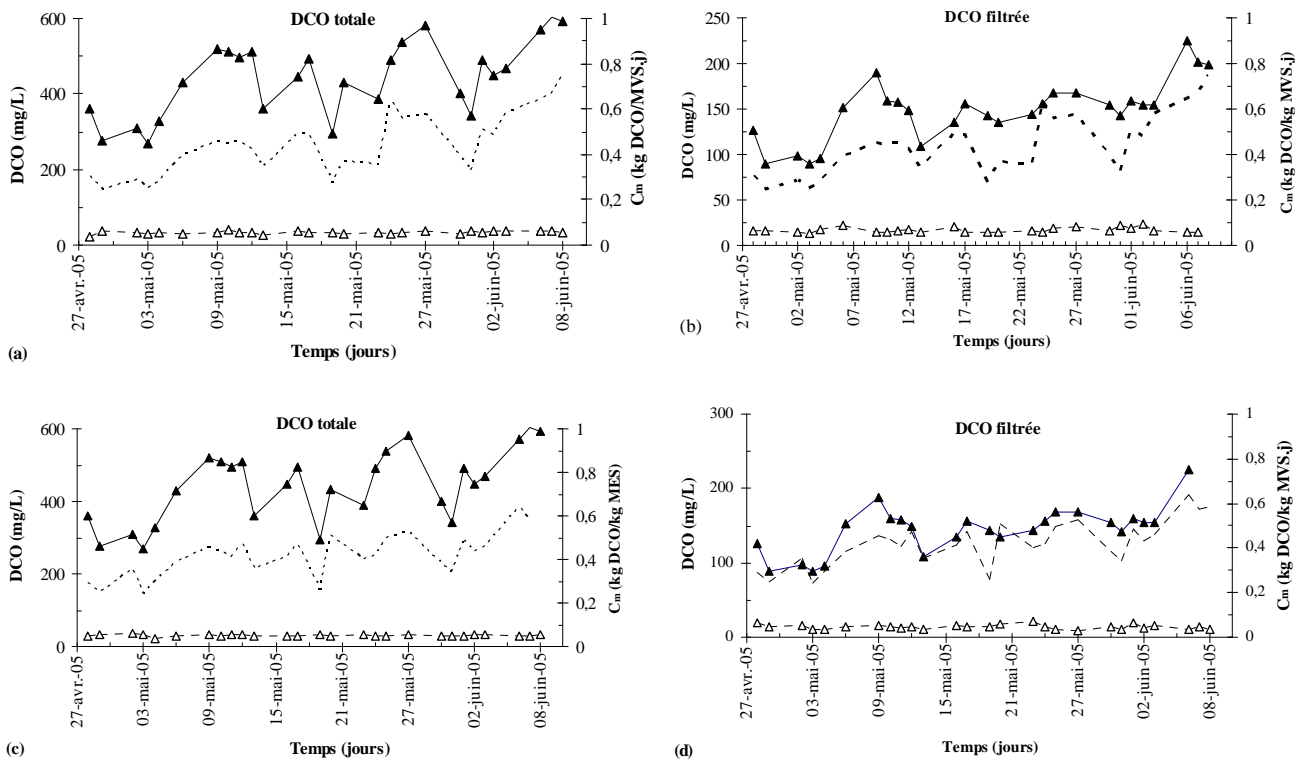 DCO totale
600
400
200
0
DCO (mg/L)
1
0,8
0,6
0,4
0,2
0
Cm (kg DCO/MVS.j)
27-avr.-05
03-mai-05
09-mai-05
15-mai-05
21-mai-05
27-mai-05
02-juin-05
08-juin-05
Temps (jours)
(a)
DCO filtrée
250
200
150
100
50
0
DCO (mg/L)
1
0,8
0,6
0,4
0,2
0
Cm (kg DCO/kg MVS.j)
27-avr.-05
02-mai-05
07-mai-05
12-mai-05
17-mai-05
22-mai-05
27-mai-05
01-juin-05
06-juin-05
Temps (jours)
(b)
DCO totale
600
400
200
0
DCO (mg/L)
1
0,8
0,6
0,4
0,2
0
Cm (kg DCO/kg MES)
27-avr.-05
03-mai-05
09-mai-05
15-mai-05
21-mai-05
27-mai-05
02-juin-05
08-juin-05
Temps (jours)
(c)
DCO filtrée
300
200
100
0
DCO (mg/L)
1
0,8
0,6
0,4
0,2
0
Cm (kg DCO/kg MVS.j)
27-avr.-05
03-mai-05
09-mai-05
15-mai-05
21-mai-05
27-mai-05
02-juin-05
08-juin-05
Temps (jours)
(d)